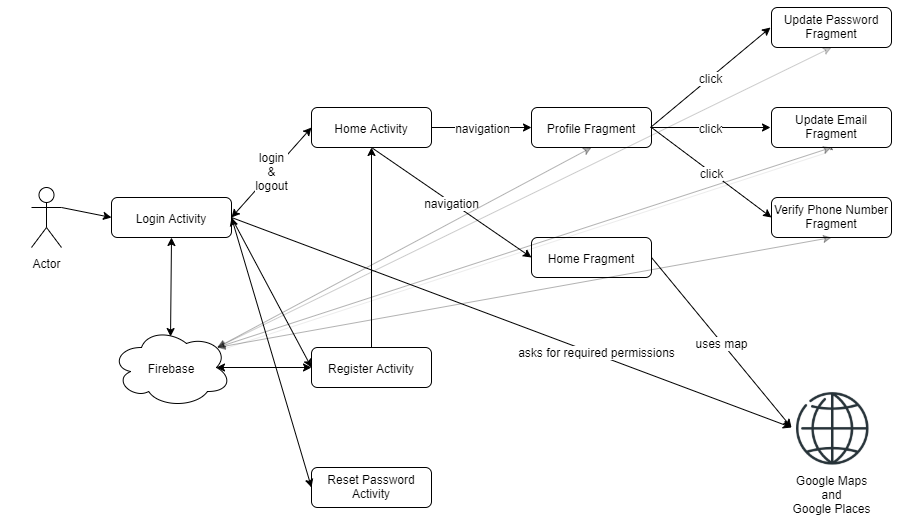 Update Password
Fragment
click
Home Activity
navigation
Profile Fragment
click
Update Email
Fragment
login
&
logout
click
navigation
Verify Phone Number
Fragment
Login Activity
Actor
Home Fragment
asks for required permissions
uses map
Firebase
Register Activity
Reset Password
Activity
Google Maps
and
Google Places